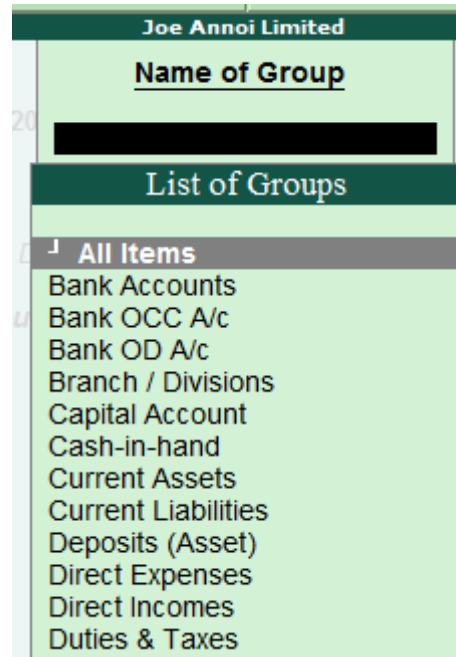 Joe Annoi Limited
Name of Group
20
List of Groups
All Items
Bank Accounts
Bank OCC A/c
Bank OD A/c
Branch / Divisions
Capital Account
Cash-in-hand
Current Assets
Current Liabilities
Deposits (Asset)
Direct Expenses
Direct Incomes
Duties & Taxes